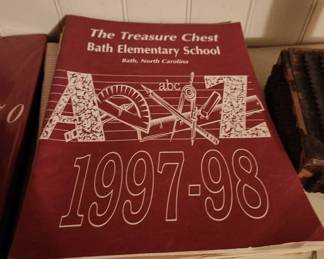 The Treasure Chest
Bath Elementary School
Bath, North Carolina
A abc Z
1997-98